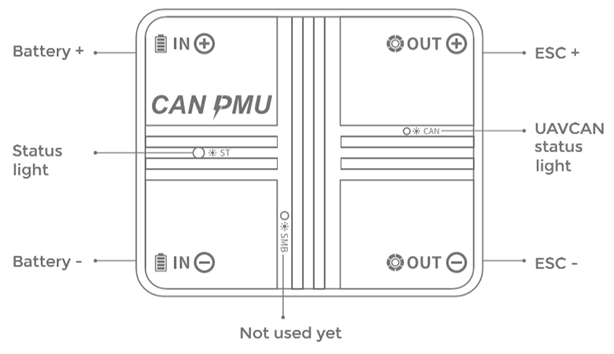 Battery +
IN +
OUT +
ESC +
CAN PMU
CAN
UAVCAN
status
light
Status
light
ST
SMB
Battery -
IN -
OUT -
ESC -
Not used yet